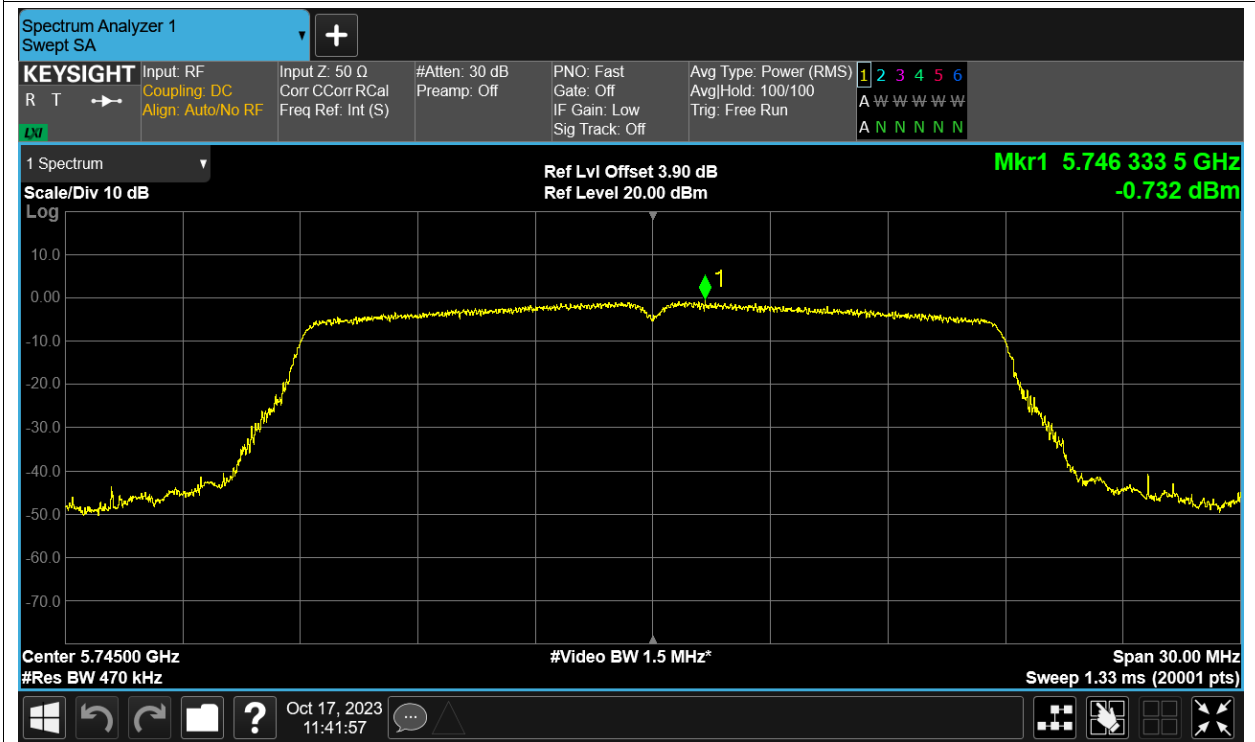 Spectrum Analyzer 1
Swept SA
+
KEYSIGHT
R T
LXI
Input: RF
Coupling: DC
Align: Auto/No RF
Input Z: 50 Ω
Corr CCorr RCal
Freq Ref: Int (S)
#Atten: 30 dB
Preamp: Off
PNO: Fast
Gate: Off
IF Gain: Low
Sig Track: Off
Avg Type: Power (RMS)
Avg|Hold: 100/100
Trig: Free Run
1 2 3 4 5 6
A W W W W W
A N N N N N
1 Spectrum
Scale/Div 10 dB
Log
Ref Lvl Offset 3.90 dB
Ref Level 20.00 dBm
Mkr1 5.746 333 5 GHz
-0.732 dBm
1
10.0
0.00
-10.0
-20.0
-30.0
-40.0
-50.0
-60.0
-70.0
Center 5.74500 GHz
#Res BW 470 kHz
#Video BW 1.5 MHz*
Span 30.00 MHz
Sweep 1.33 ms (20001 pts)
?
Oct 17, 2023
11:41:57